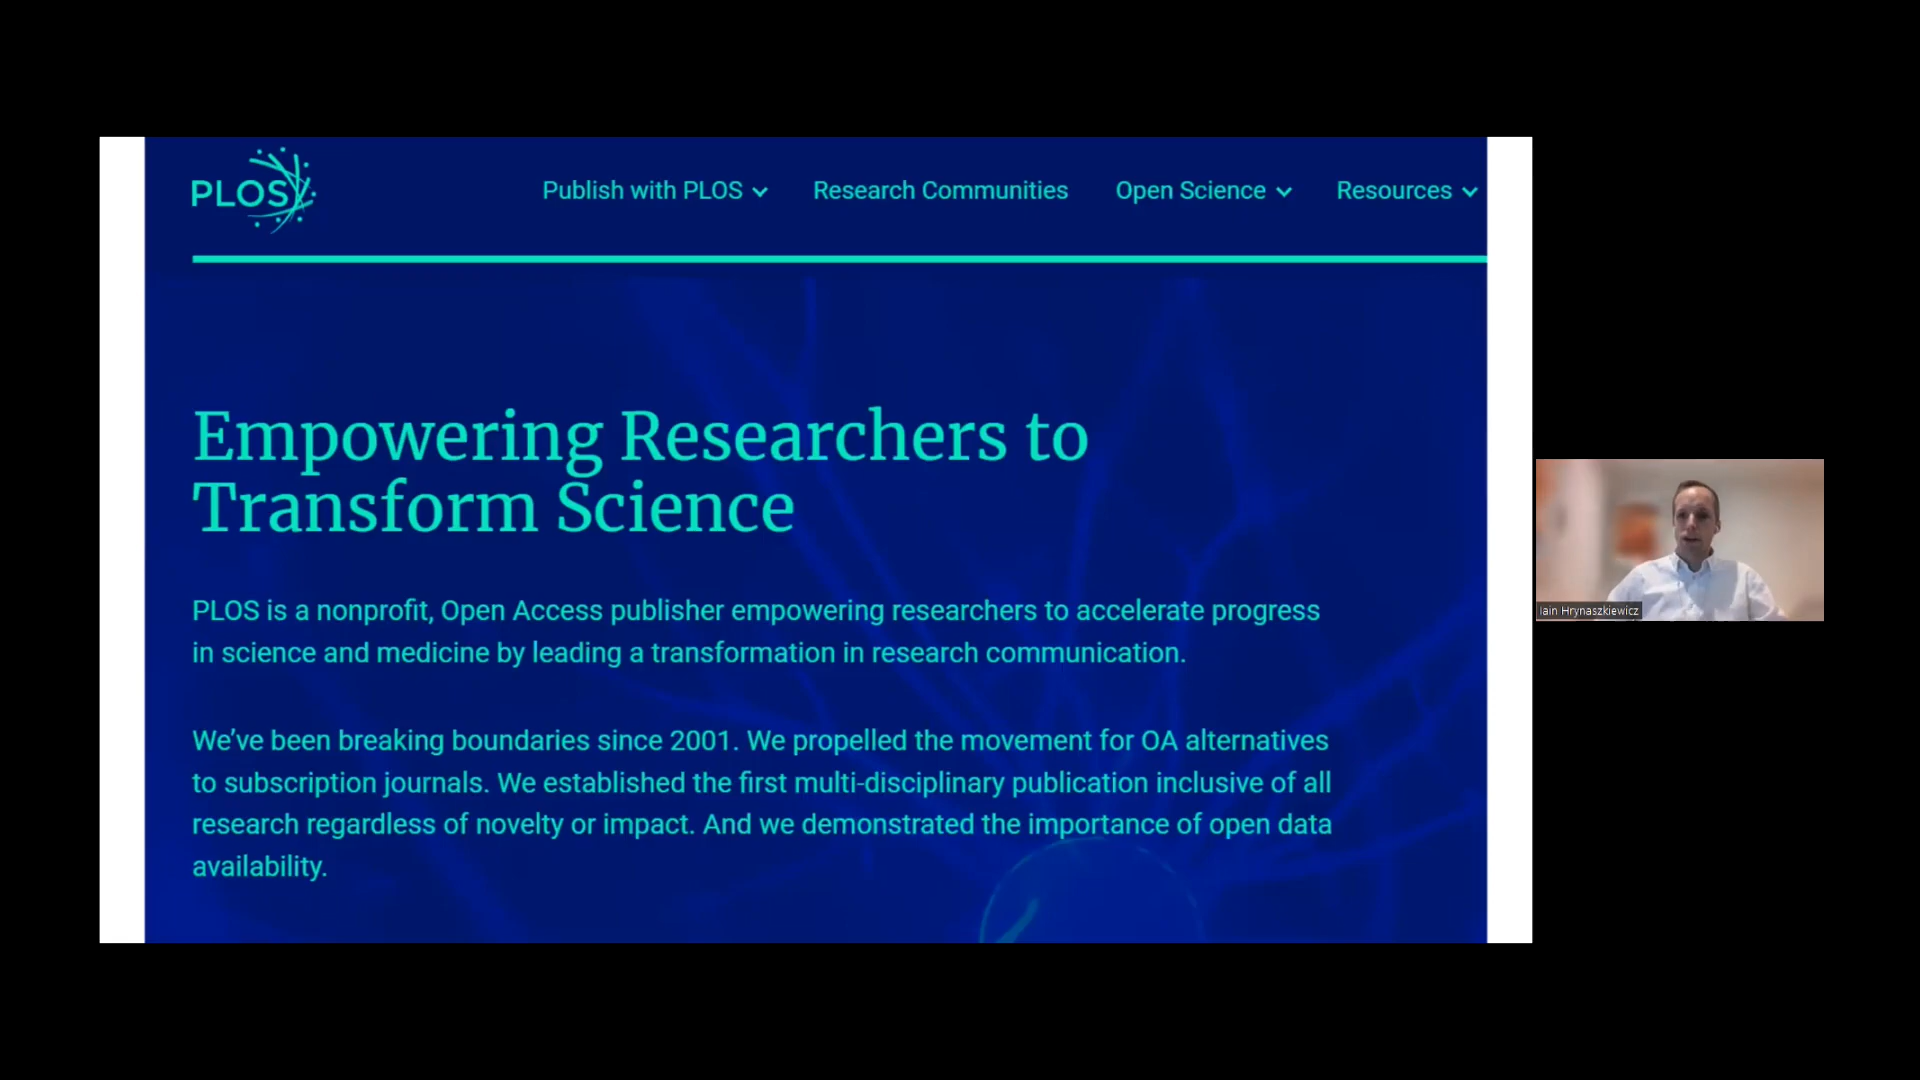 PLOS
Publish with PLOS
Research Communities
Open Science
Resources
Empowering Researchers to
Transform Science
PLOS is a nonprofit, Open Access publisher empowering researchers to accelerate progress
in science and medicine by leading a transformation in research communication.
We’ve been breaking boundaries since 2001. We propelled the movement for OA alternatives
to subscription journals. We established the first multi-disciplinary publication inclusive of all
research regardless of novelty or impact. And we demonstrated the importance of open data
availability.
Iain Hrynaszkiewicz